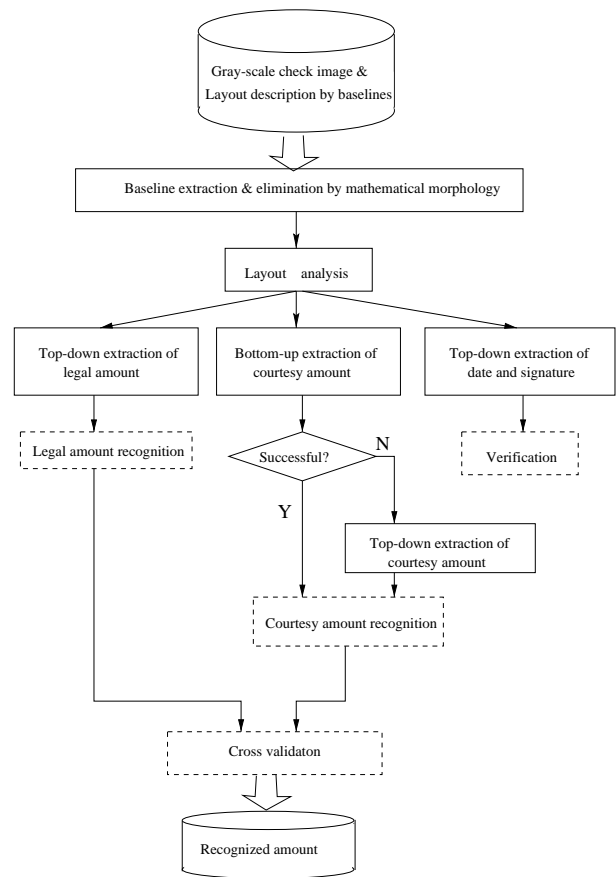 Gray-scale check image &
Layout description by baselines
Baseline extraction & elimination by mathematical morphology
Layout analysis
Top-down extraction of
legal amount
Bottom-up extraction of
courtesy amount
Top-down extraction of
date and signature
Legal amount recognition
Successful?
N
Verification
Y
Top-down extraction of
courtesy amount
Courtesy amount recognition
Cross validaton
Recognized amount